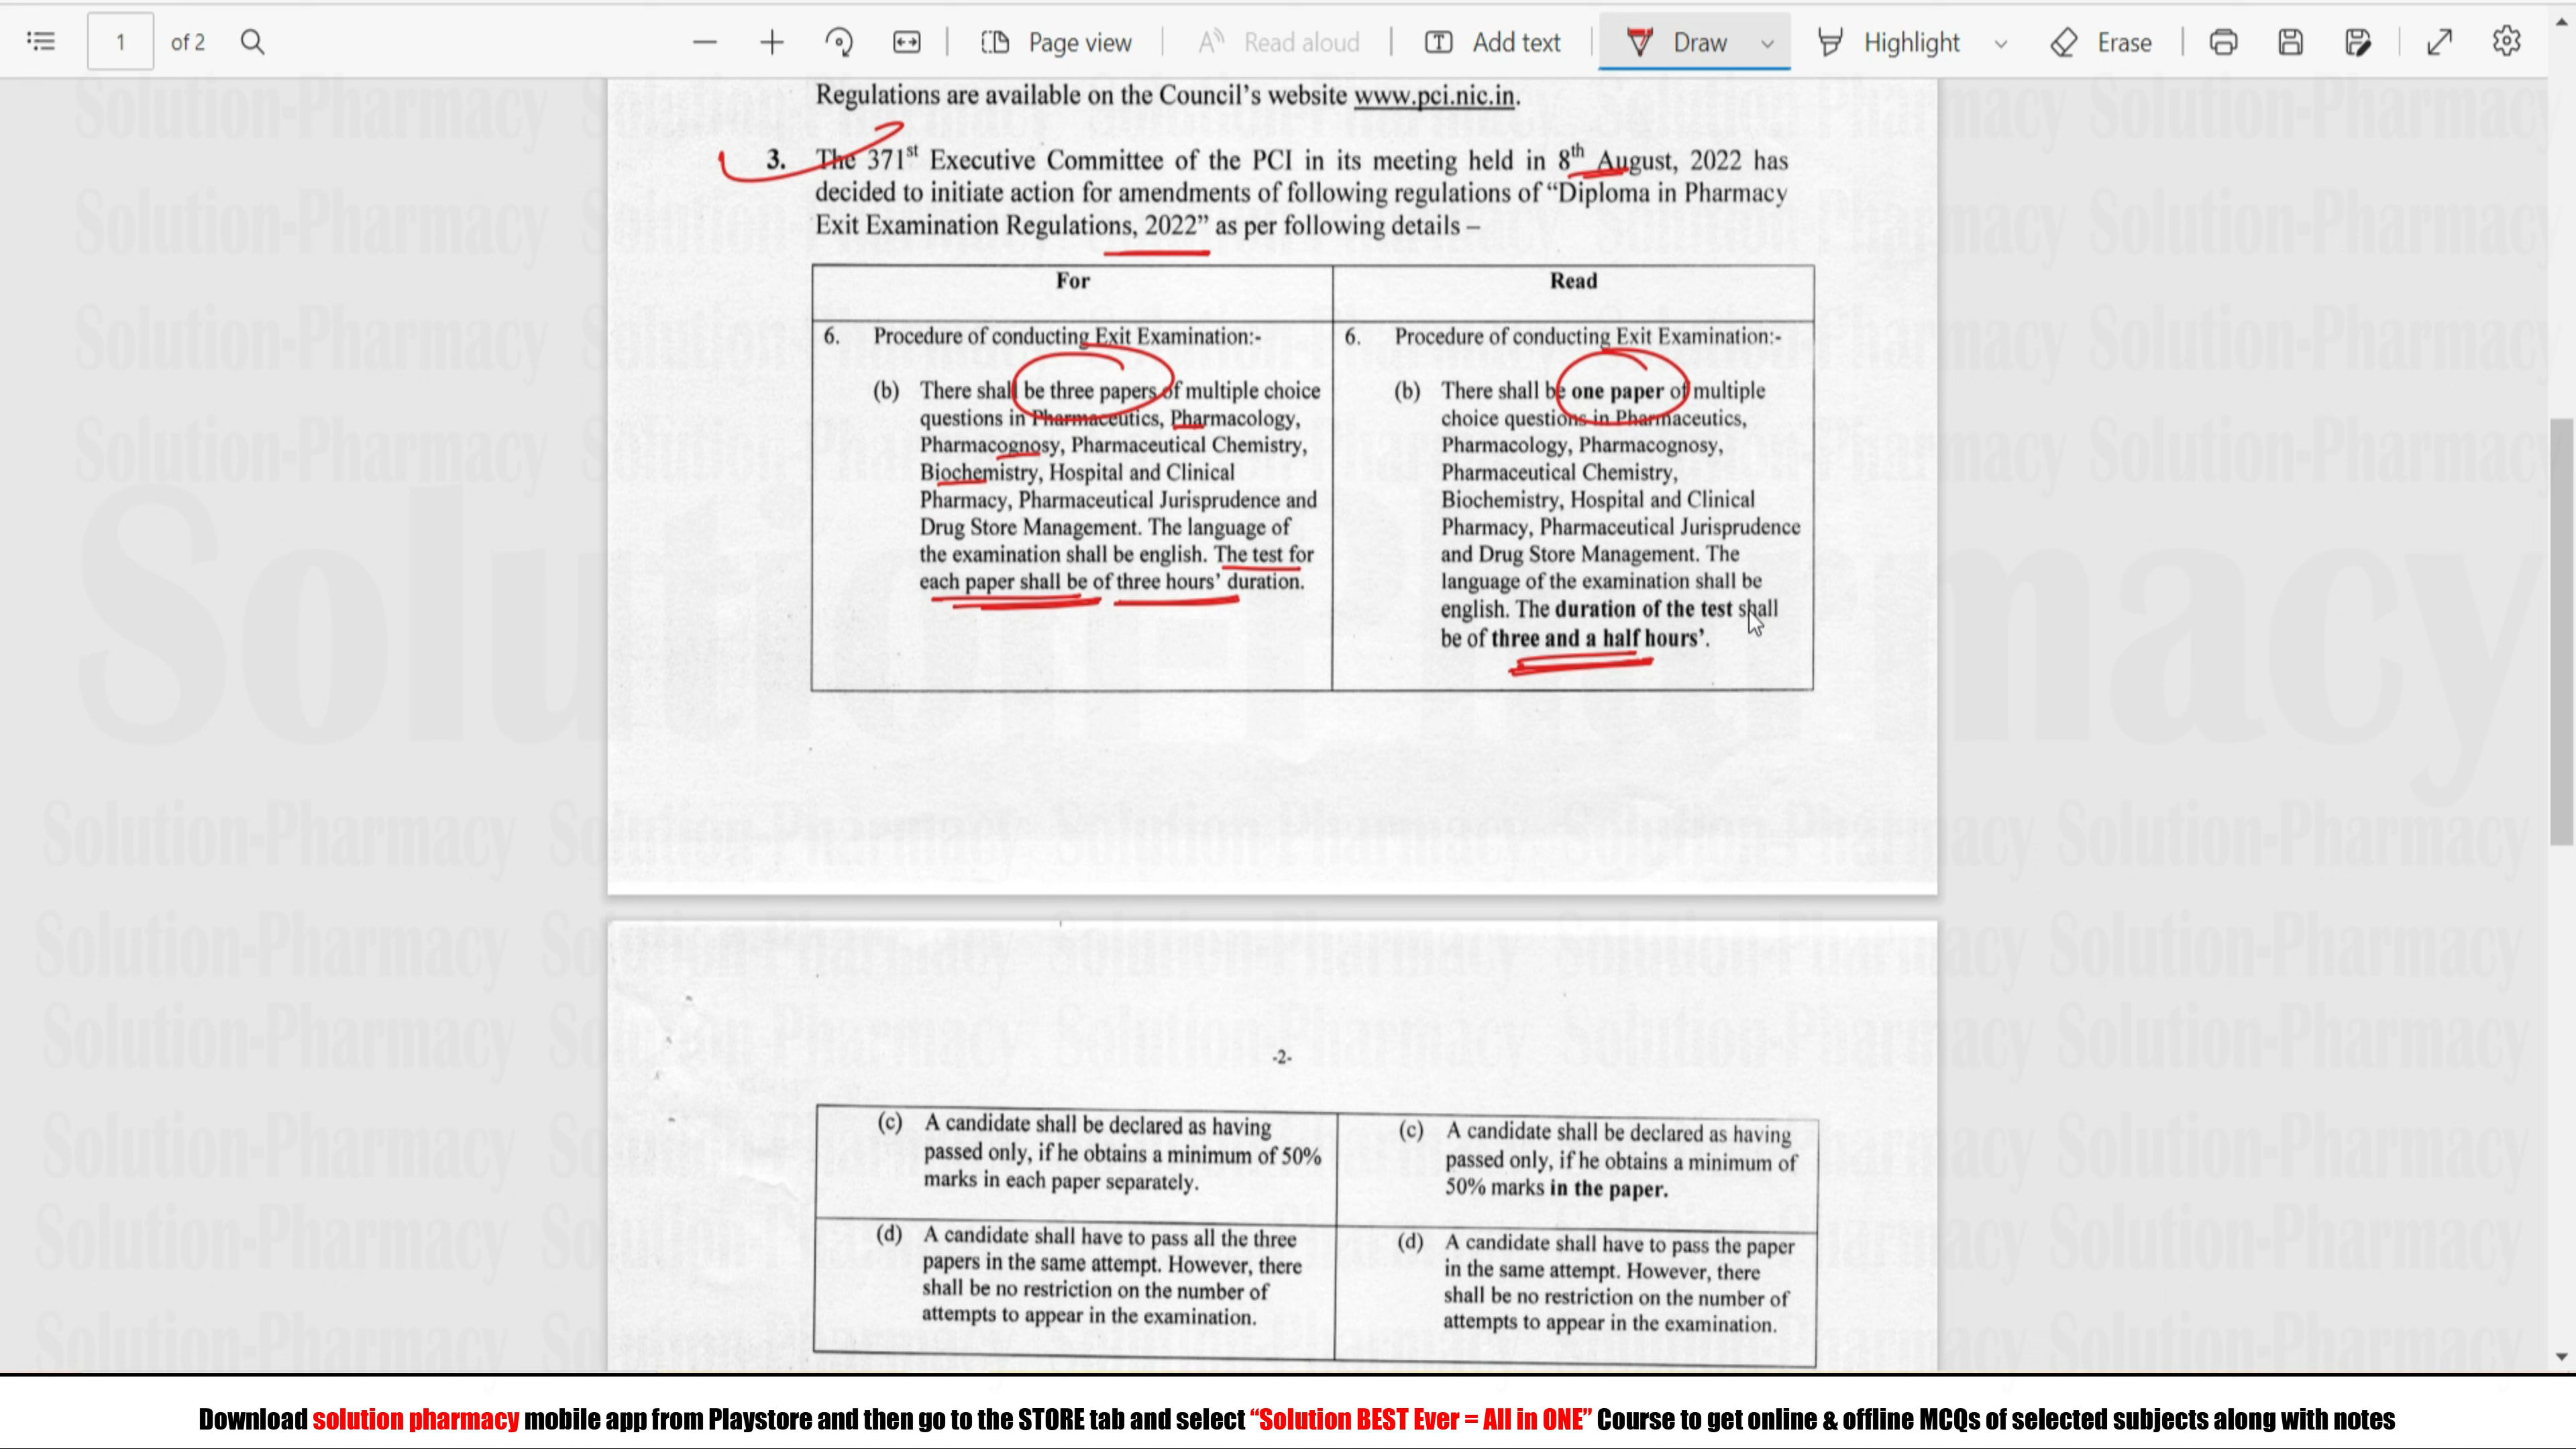 1 of 2 Page view Read aloud Add text Draw Highlight Erase
Regulations are available on the Council's website www.pci.nic.in.
3. The 371st Executive Committee of the PCI in its meeting held in 8th August, 2022 has
decided to initiate action for amendments of following regulations of “Diploma in Pharmacy
Exit Examination Regulations, 2022” as per following details –
For
6. Procedure of conducting Exit Examination:-
(b) There shall be three papers of multiple choice
questions in Pharmaceutics, Pharmacology,
Pharmacognosy, Pharmaceutical Chemistry,
Biochemistry, Hospital and Clinical
Pharmacy, Pharmaceutical Jurisprudence and
Drug Store Management. The language of
the examination shall be english. The test for
each paper shall be of three hours' duration.
Read
6. Procedure of conducting Exit Examination:-
(b) There shall be one paper of multiple
choice questions in Pharmaceutics,
Pharmacology, Pharmacognosy,
Pharmaceutical Chemistry,
Biochemistry, Hospital and Clinical
Pharmacy, Pharmaceutical Jurisprudence
and Drug Store Management. The
language of the examination shall be
english. The duration of the test shall
be of three and a half hours'.
-2-
(c) A candidate shall be declared as having
passed only, if he obtains a minimum of 50%
marks in each paper separately.
(c) A candidate shall be declared as having
passed only, if he obtains a minimum of
50% marks in the paper.
(d) A candidate shall have to pass all the three
papers in the same attempt. However, there
shall be no restriction on the number of
attempts to appear in the examination.
(d) A candidate shall have to pass the paper
in the same attempt. However, there
shall be no restriction on the number of
attempts to appear in the examination.
Solution-Pharmacy
Download solution pharmacy mobile app from Playstore and then go to the STORE tab and select “Solution BEST Ever = All in ONE” Course to get online & offline MCQs of selected subjects along with notes